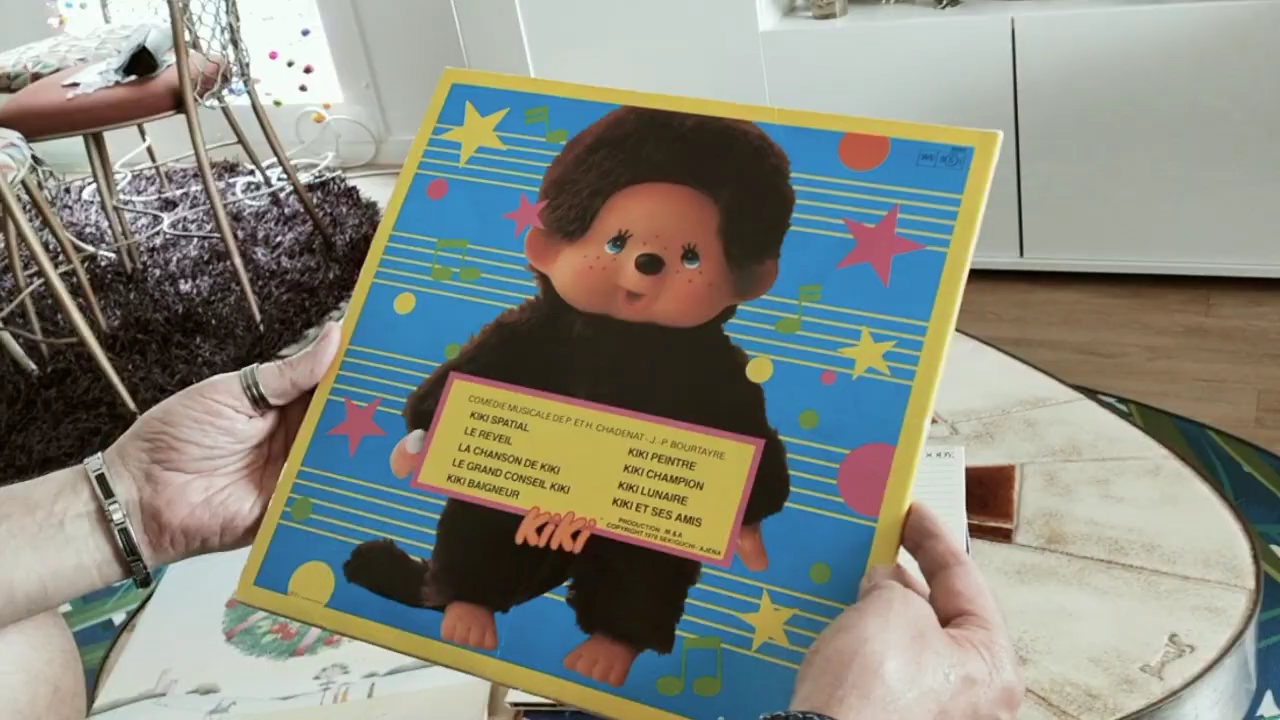 COMÉDIE MUSICALE DE P. ET H. CHADENAT - J.-P. BOURTAYRE
KIKI SPATIAL
LE REVEIL
LA CHANSON DE KIKI
LE GRAND CONSEIL KIKI
KIKI BAIGNEUR
KIKI PEINTRE
KIKI CHAMPION
KIKI LUNAIRE
KIKI ET SES AMIS
KiKi
PRODUCTION M & A
COPYRIGHT 1979 SEKIGUCHI - AJENA